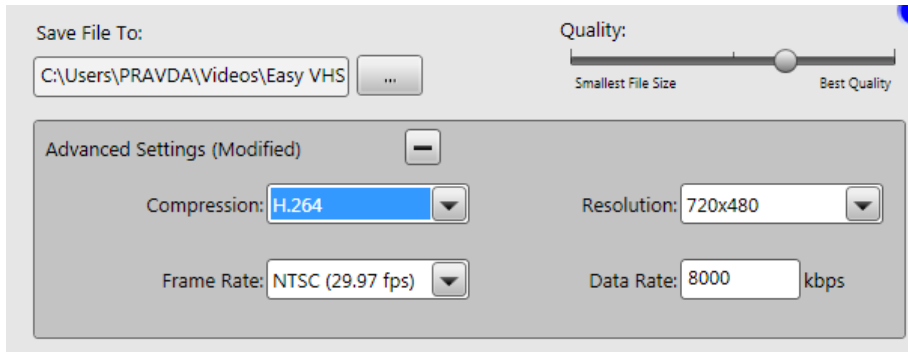 Save File To:
Quality:
C:\Users\PRAVDA\Videos\Easy VHS
...
Smallest File Size
Best Quality
Advanced Settings (Modified)
Compression: H.264
Resolution: 720x480
Frame Rate: NTSC (29.97 fps)
Data Rate: 8000 kbps